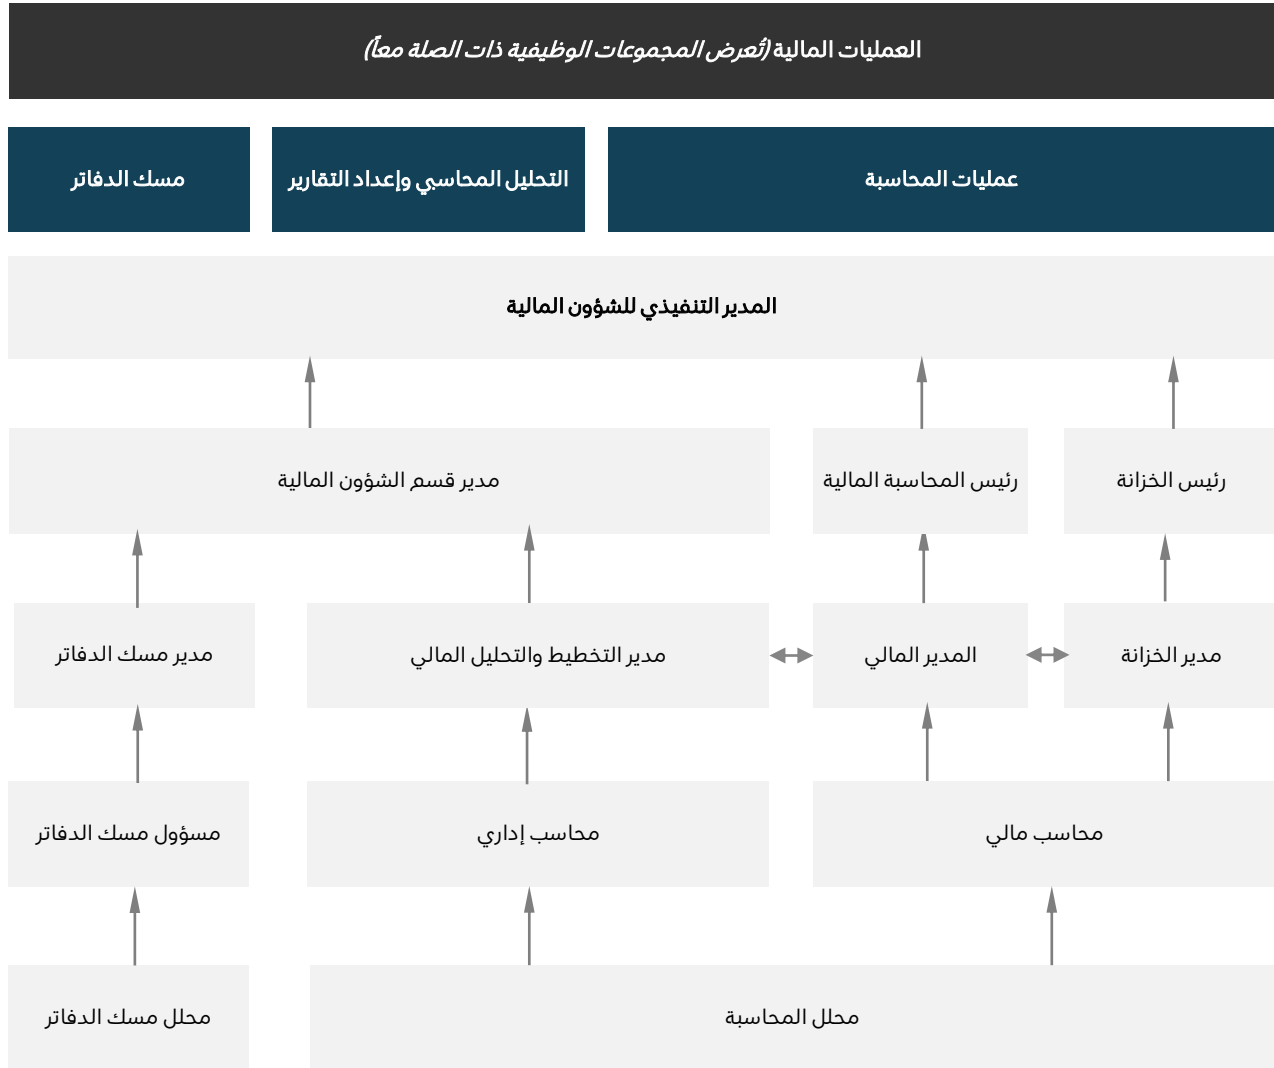 العمليات المالية (تُعرض المجموعات الوظيفية ذات الصلة معاً)
عمليات المحاسبة
التحليل المحاسبي وإعداد التقارير
مسك الدفاتر
المدير التنفيذي للشؤون المالية
رئيس الخزانة
رئيس المحاسبة المالية
مدير قسم الشؤون المالية
مدير الخزانة
المدير المالي
مدير التخطيط والتحليل المالي
مدير مسك الدفاتر
محاسب مالي
محاسب إداري
مسؤول مسك الدفاتر
محلل المحاسبة
محلل مسك الدفاتر